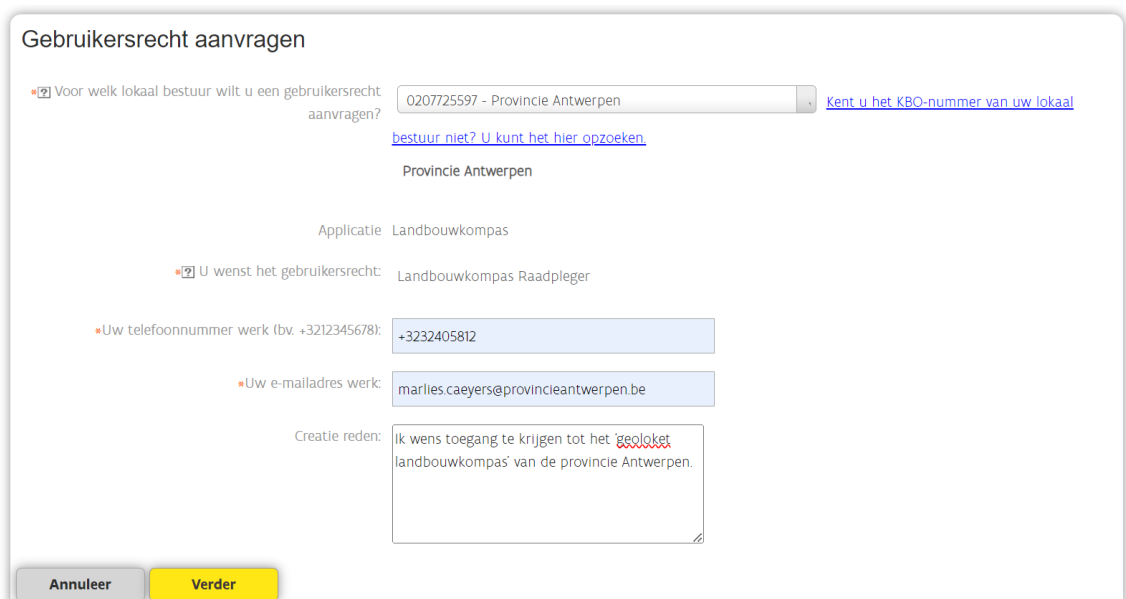 Gebruikersrecht aanvragen
*? Voor welk lokaal bestuur wilt u een gebruikersrecht aanvragen?
0207725597 - Provincie Antwerpen
Kent u het KBO-nummer van uw lokaal
bestuur niet? U kunt het hier opzoeken.
Provincie Antwerpen
Applicatie Landbouwkompas
*? U wenst het gebruikersrecht: Landbouwkompas Raadpleger
*Uw telefoonnummer werk (bv. +3212345678): +3232405812
*Uw e-mailadres werk: marlies.caeyers@provincieantwerpen.be
Creatie reden: Ik wens toegang te krijgen tot het 'geoloket
landbouwkompas' van de provincie Antwerpen.
Annuleer Verder